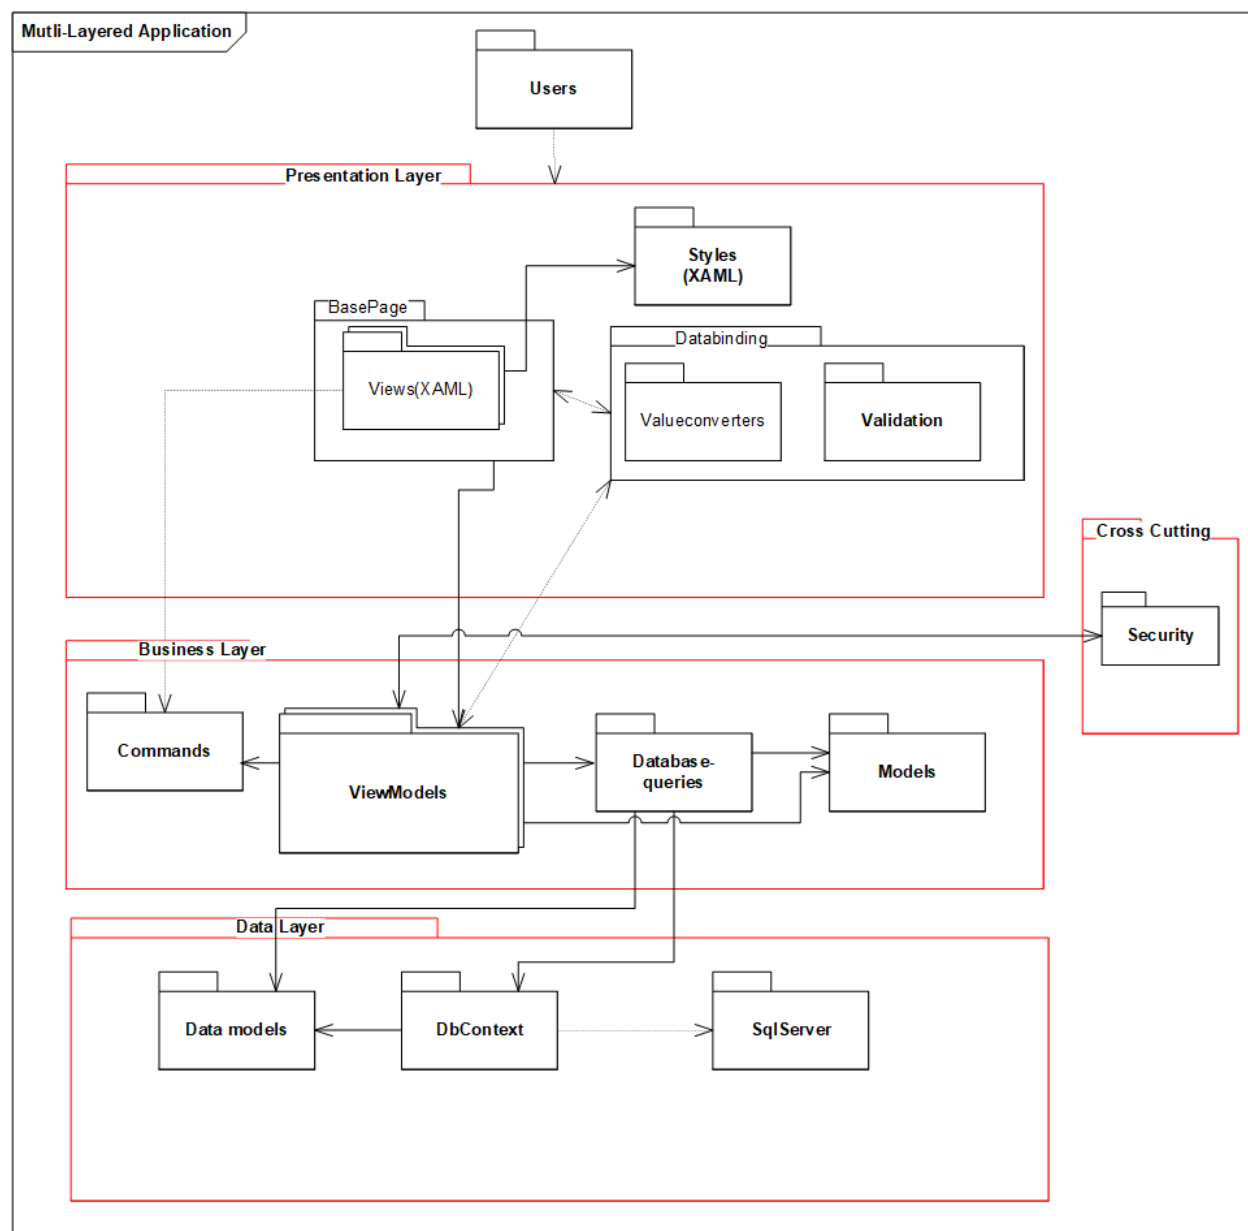 Mutli-Layered Application
Users
Presentation Layer
Styles
(XAML)
BasePage
Views(XAML)
Databinding
Valueconverters
Validation
Cross Cutting
Security
Business Layer
Commands
ViewModels
Database-
queries
Models
Data Layer
Data models
DbContext
SqlServer